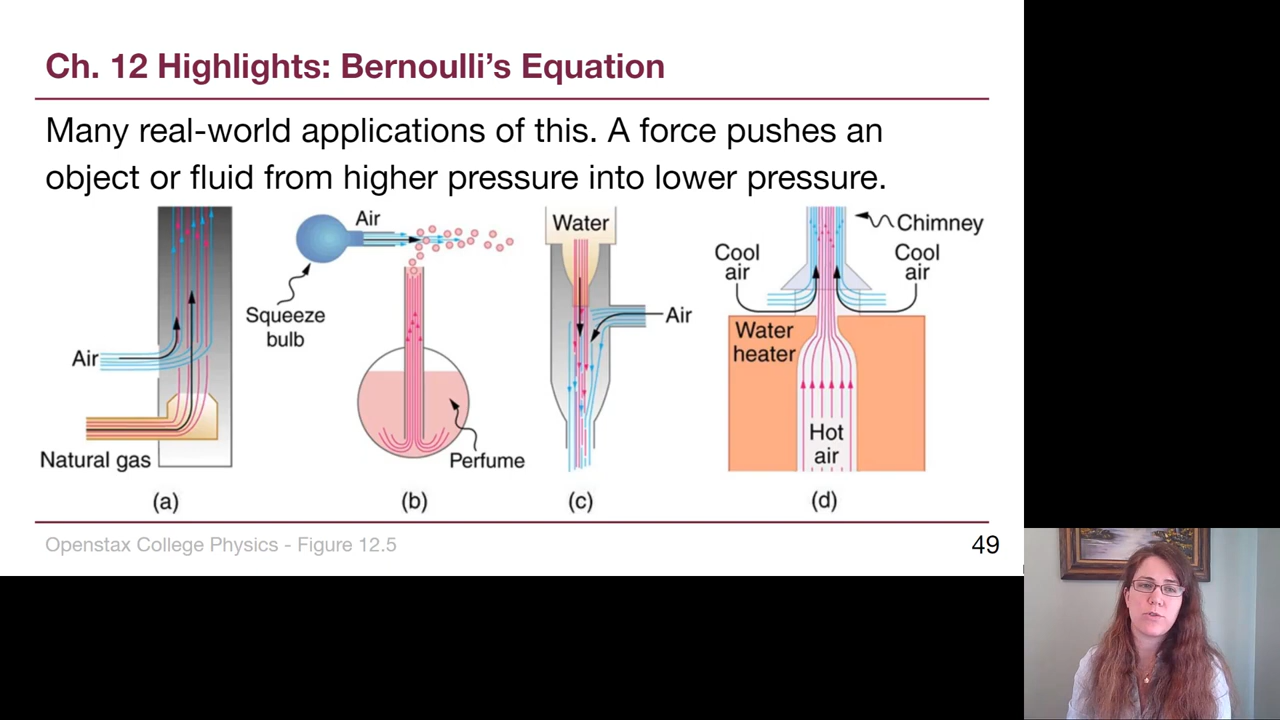 Ch. 12 Highlights: Bernoulli’s Equation
Many real-world applications of this. A force pushes an
object or fluid from higher pressure into lower pressure.
Air
Natural gas
(a)
Air
Squeeze
bulb
Perfume
(b)
Water
Air
(c)
Chimney
Cool
air
Cool
air
Water
heater
Hot
air
(d)
Openstax College Physics - Figure 12.5
49